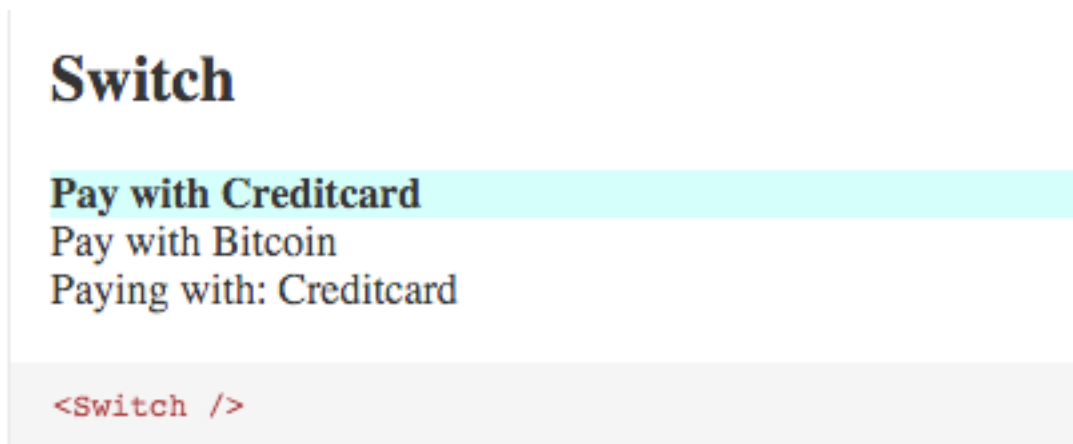 Switch
Pay with Creditcard
Pay with Bitcoin
Paying with: Creditcard
<Switch />